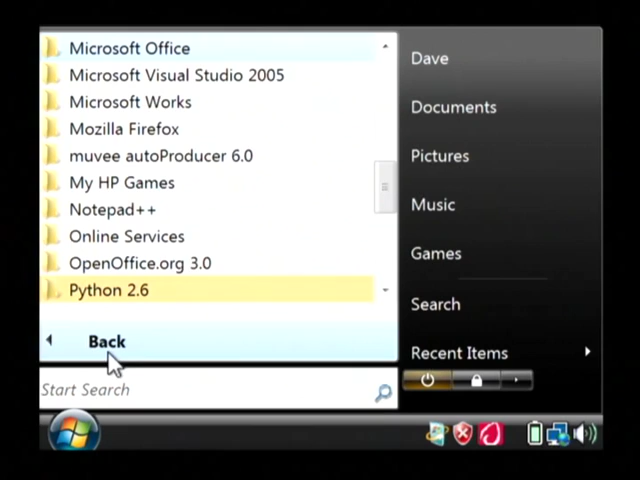 Microsoft Office
Microsoft Visual Studio 2005
Microsoft Works
Mozilla Firefox
muvee autoProducer 6.0
My HP Games
Notepad++
Online Services
OpenOffice.org 3.0
Python 2.6
Back
Start Search
Dave
Documents
Pictures
Music
Games
Search
Recent Items